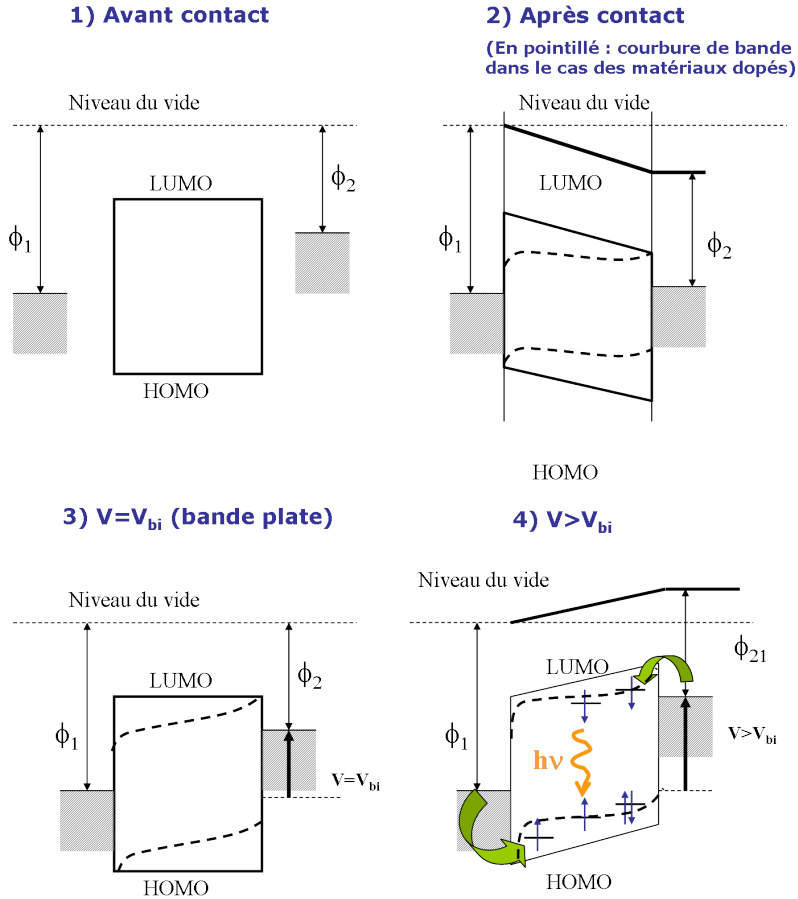 1) Avant contact
Niveau du vide
LUMO
ϕ1
ϕ2
HOMO
2) Après contact
(En pointillé : courbure de bande
dans le cas des matériaux dopés)
Niveau du vide
LUMO
ϕ1
ϕ2
HOMO
3) V=Vbi (bande plate)
Niveau du vide
LUMO
ϕ1
ϕ2
V=Vbi
HOMO
4) V>Vbi
Niveau du vide
LUMO
ϕ21
ϕ1
V>Vbi
hν
HOMO